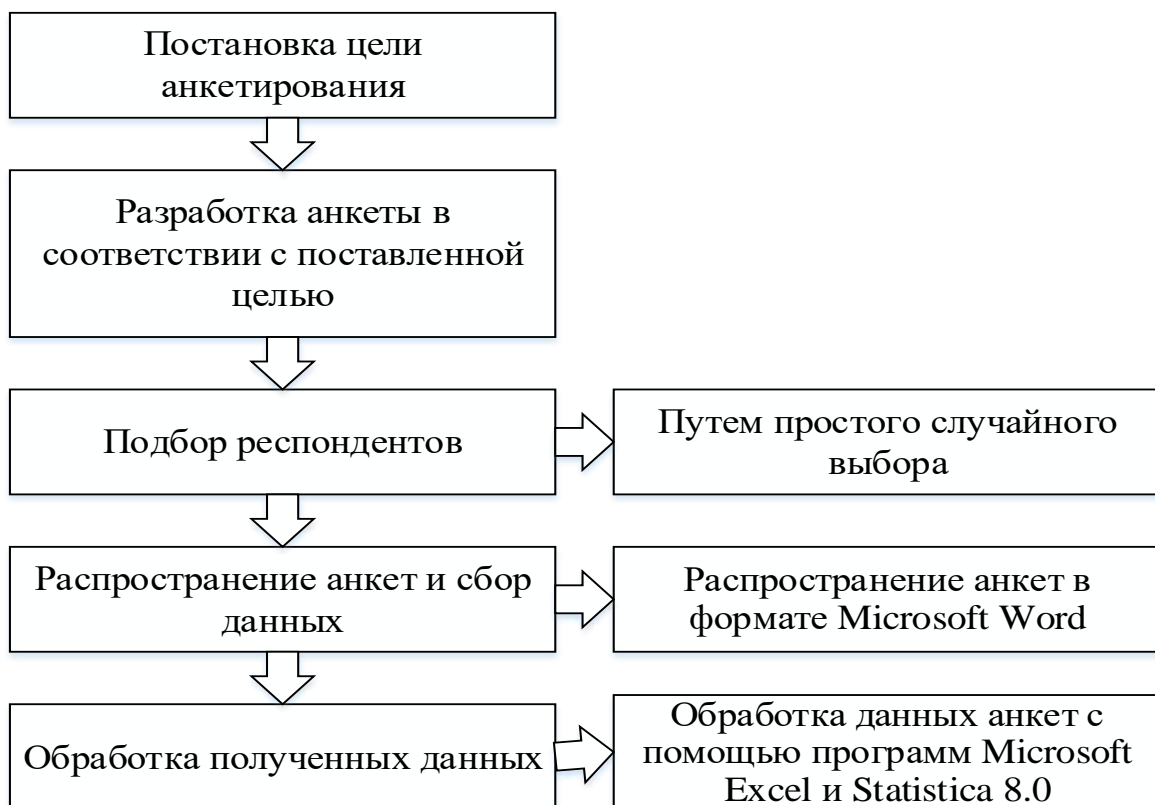 Постановка цели
анкетирования
Разработка анкеты в
соответствии с поставленной
целью
Подбор респондентов
Путем простого случайного
выбора
Распространение анкет и сбор
данных
Распространение анкет в
формате Microsoft Word
Обработка полученных данных
Обработка данных анкет с
помощью программ Microsoft
Excel и Statistica 8.0